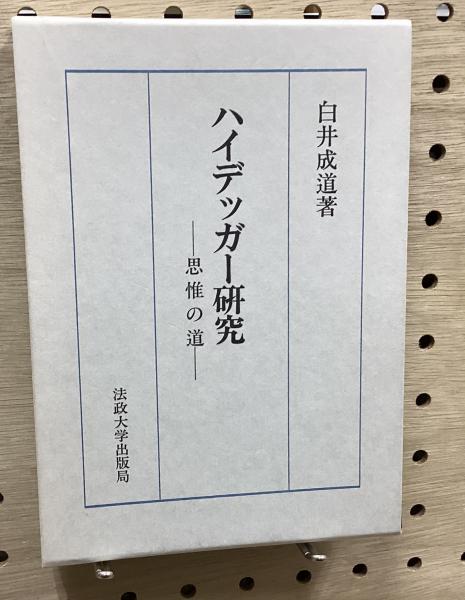 白井成道著
ハイデッガー研究
──思惟の道──
法政大学出版局